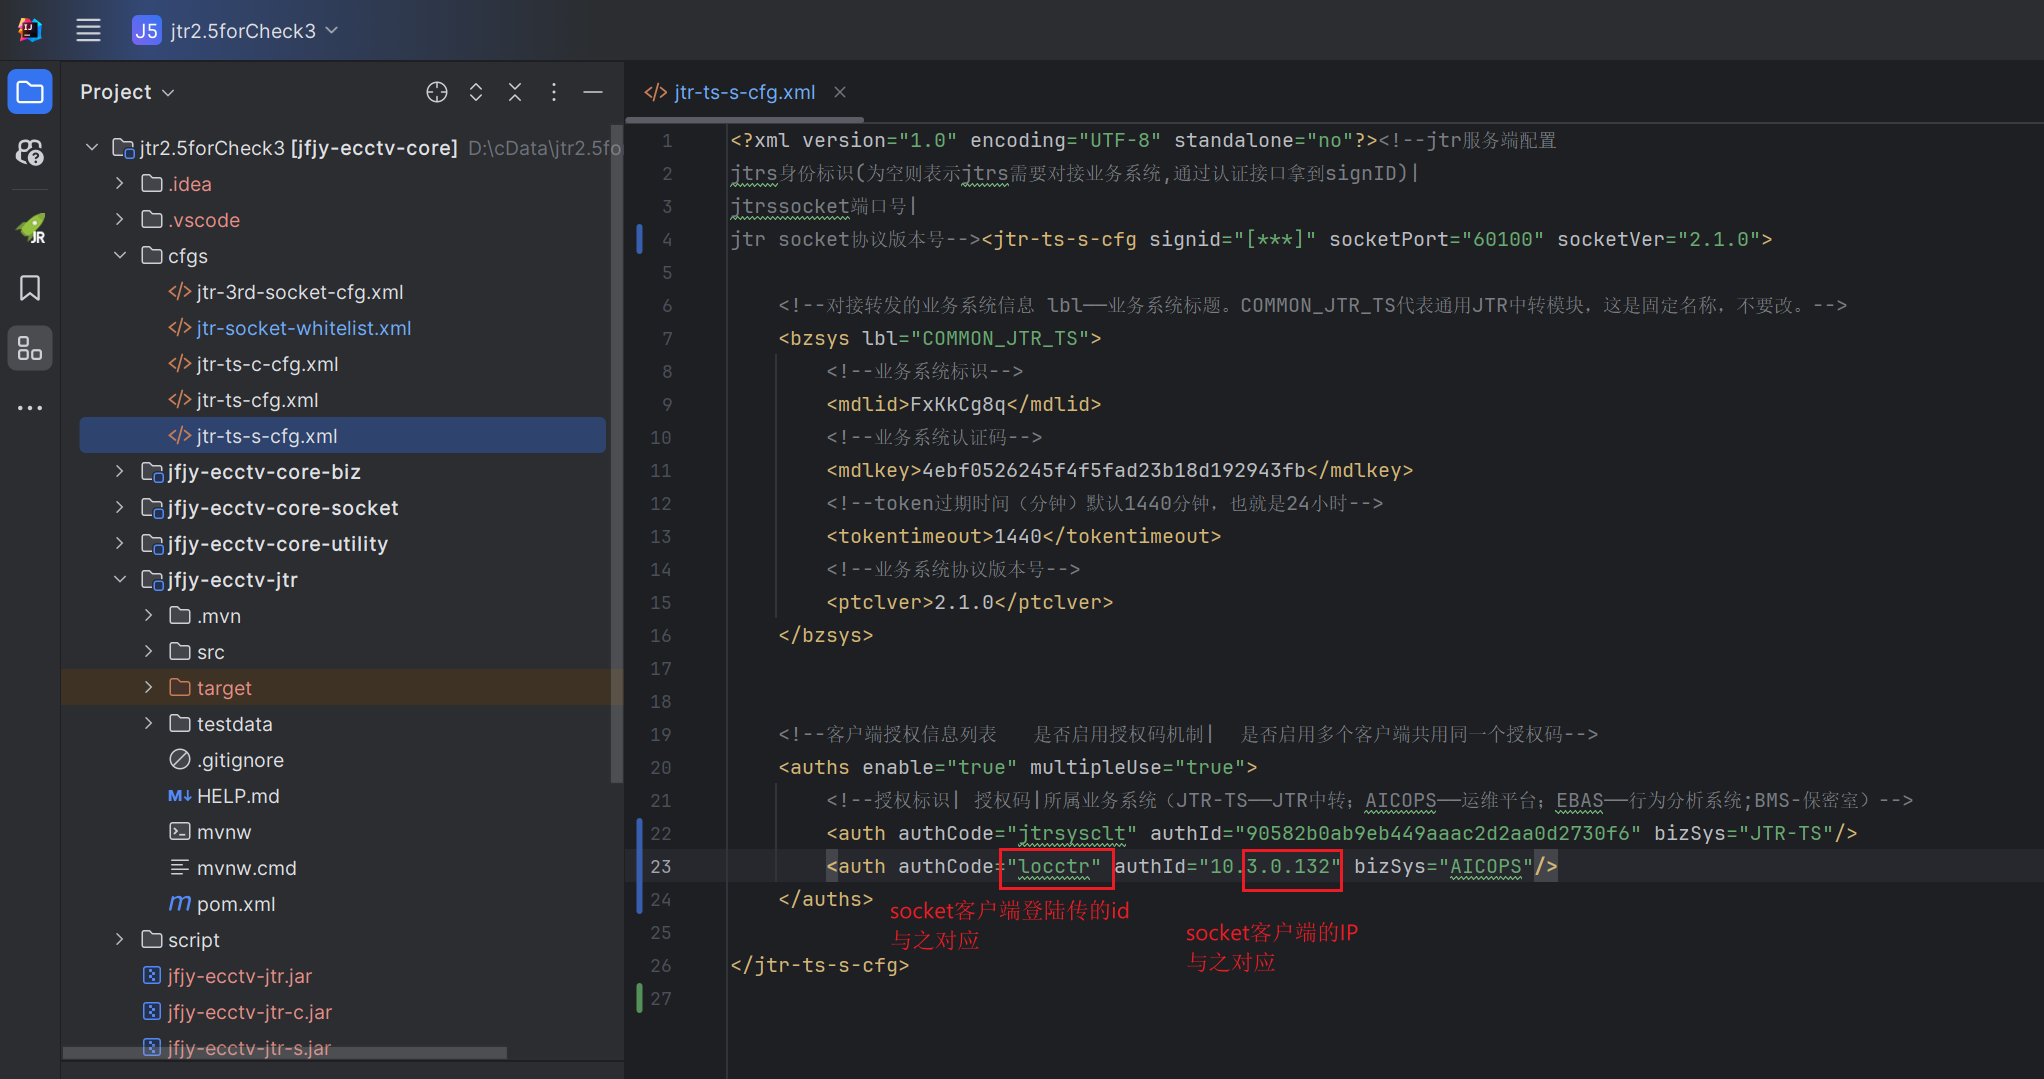 J5 jtr2.5forCheck3
Project
jtr2.5forCheck3 [jfjy-ecctv-core] D:\cData\jtr2.5fo
.idea
.vscode
cfgs
</> jtr-3rd-socket-cfg.xml
</> jtr-socket-whitelist.xml
</> jtr-ts-c-cfg.xml
</> jtr-ts-cfg.xml
</> jtr-ts-s-cfg.xml
jfjy-ecctv-core-biz
jfjy-ecctv-core-socket
jfjy-ecctv-core-utility
jfjy-ecctv-jtr
.mvn
src
target
testdata
.gitignore
M↓ HELP.md
mvnw
mvnw.cmd
m pom.xml
script
jfjy-ecctv-jtr.jar
jfjy-ecctv-jtr-c.jar
jfjy-ecctv-jtr-s.jar
</> jtr-ts-s-cfg.xml
1 <?xml version="1.0" encoding="UTF-8" standalone="no"?><!--jtr服务端配置
2 jtrs身份标识(为空则表示jtrs需要对接业务系统,通过认证接口拿到signID)|
3 jtrssocket端口号|
4 jtr socket协议版本号--><jtr-ts-s-cfg signid="[***]" socketPort="60100" socketVer="2.1.0">
5
6 <!--对接转发的业务系统信息 lbl——业务系统标题。COMMON_JTR_TS代表通用JTR中转模块，这是固定名称，不要改。-->
7 <bzsys lbl="COMMON_JTR_TS">
8 <!--业务系统标识-->
9 <mdlid>FxKkCg8q</mdlid>
10 <!--业务系统认证码-->
11 <mdlkey>4ebf0526245f4f5fad23b18d192943fb</mdlkey>
12 <!--token过期时间（分钟）默认1440分钟，也就是24小时-->
13 <tokentimeout>1440</tokentimeout>
14 <!--业务系统协议版本号-->
15 <ptclver>2.1.0</ptclver>
16 </bzsys>
17
18
19 <!--客户端授权信息列表 是否启用授权码机制| 是否启用多个客户端共用同一个授权码-->
20 <auths enable="true" multipleUse="true">
21 <!--授权标识| 授权码|所属业务系统（JTR-TS——JTR中转；AICOPS——运维平台；EBAS——行为分析系统;BMS-保密室）-->
22 <auth authCode="jtrsysclt" authId="90582b0ab9eb449aaac2d2aa0d2730f6" bizSys="JTR-TS"/>
23 <auth authCode="locctr" authId="10.3.0.132" bizSys="AICOPS"/>
24 </auths>
socket客户端登陆传的id
与之对应
socket客户端的IP
与之对应
25
26 </jtr-ts-s-cfg>
27